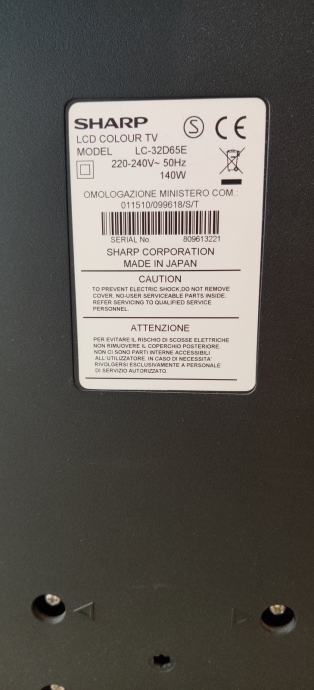 SHARP
LCD COLOUR TV
MODEL LC-32D65E
220-240V~ 50Hz
140W
S
CE
OMOLOGAZIONE MINISTERO COM.:
011510/099618/S/T
SERIAL No. 809613221
SHARP CORPORATION
MADE IN JAPAN
CAUTION
TO PREVENT ELECTRIC SHOCK,DO NOT REMOVE
COVER. NO-USER SERVICEABLE PARTS INSIDE.
REFER SERVICING TO QUALIFIED SERVICE
PERSONNEL.
ATTENZIONE
PER EVITARE IL RISCHIO DI SCOSSE ELETTRICHE
NON RIMUOVERE IL COPERCHIO POSTERIORE.
NON CI SONO PARTI INTERNE ACCESSIBILI
ALL'UTILIZZATORE. IN CASO DI NECESSITA'
RIVOLGERSI ESCLUSIVAMENTE A PERSONALE
DI SERVIZIO AUTORIZZATO.